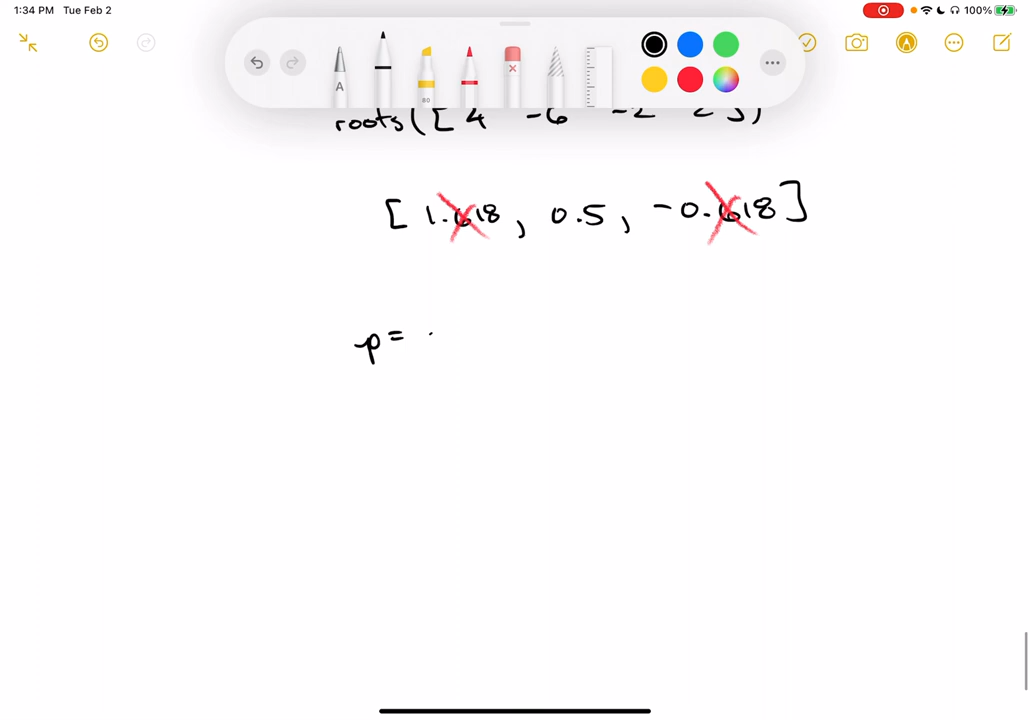 1:34 PM Tue Feb 2
100%
A
80
roots([ 4 -6 -2 2 ])
[ 1.618 , 0.5 , -0.618 ]
p =